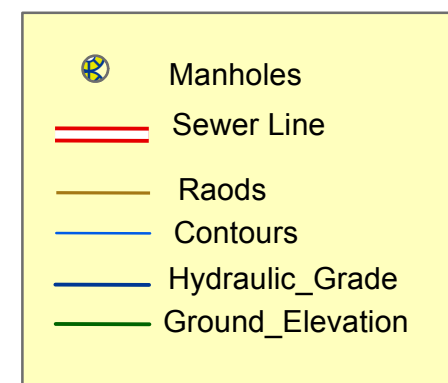 Manholes
Sewer Line
Raods
Contours
Hydraulic_Grade
Ground_Elevation